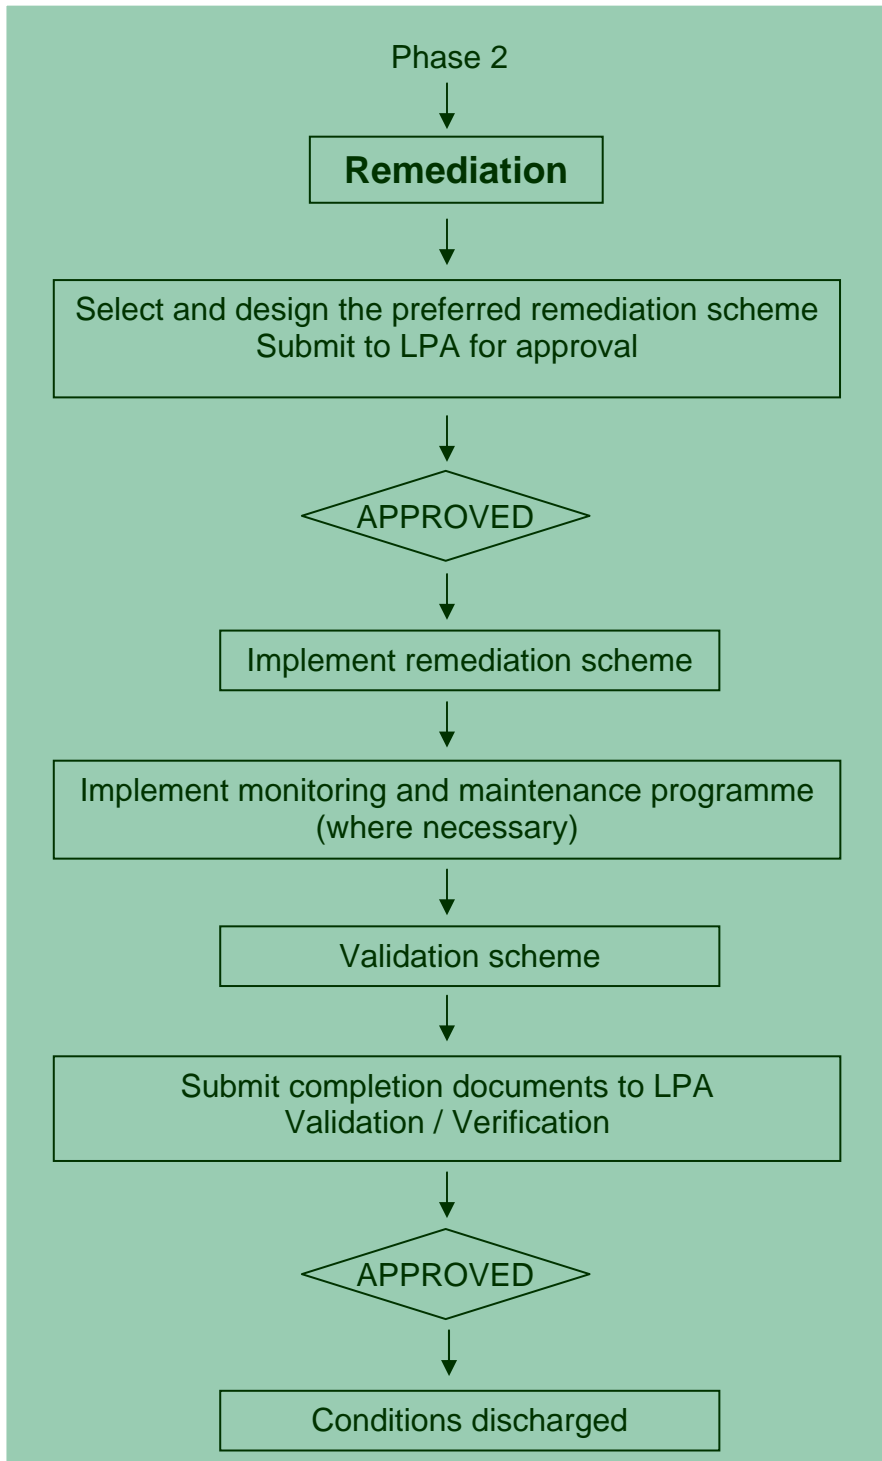 Phase 2
Remediation
Select and design the preferred remediation scheme
Submit to LPA for approval
APPROVED
Implement remediation scheme
Implement monitoring and maintenance programme
(where necessary)
Validation scheme
Submit completion documents to LPA
Validation / Verification
APPROVED
Conditions discharged